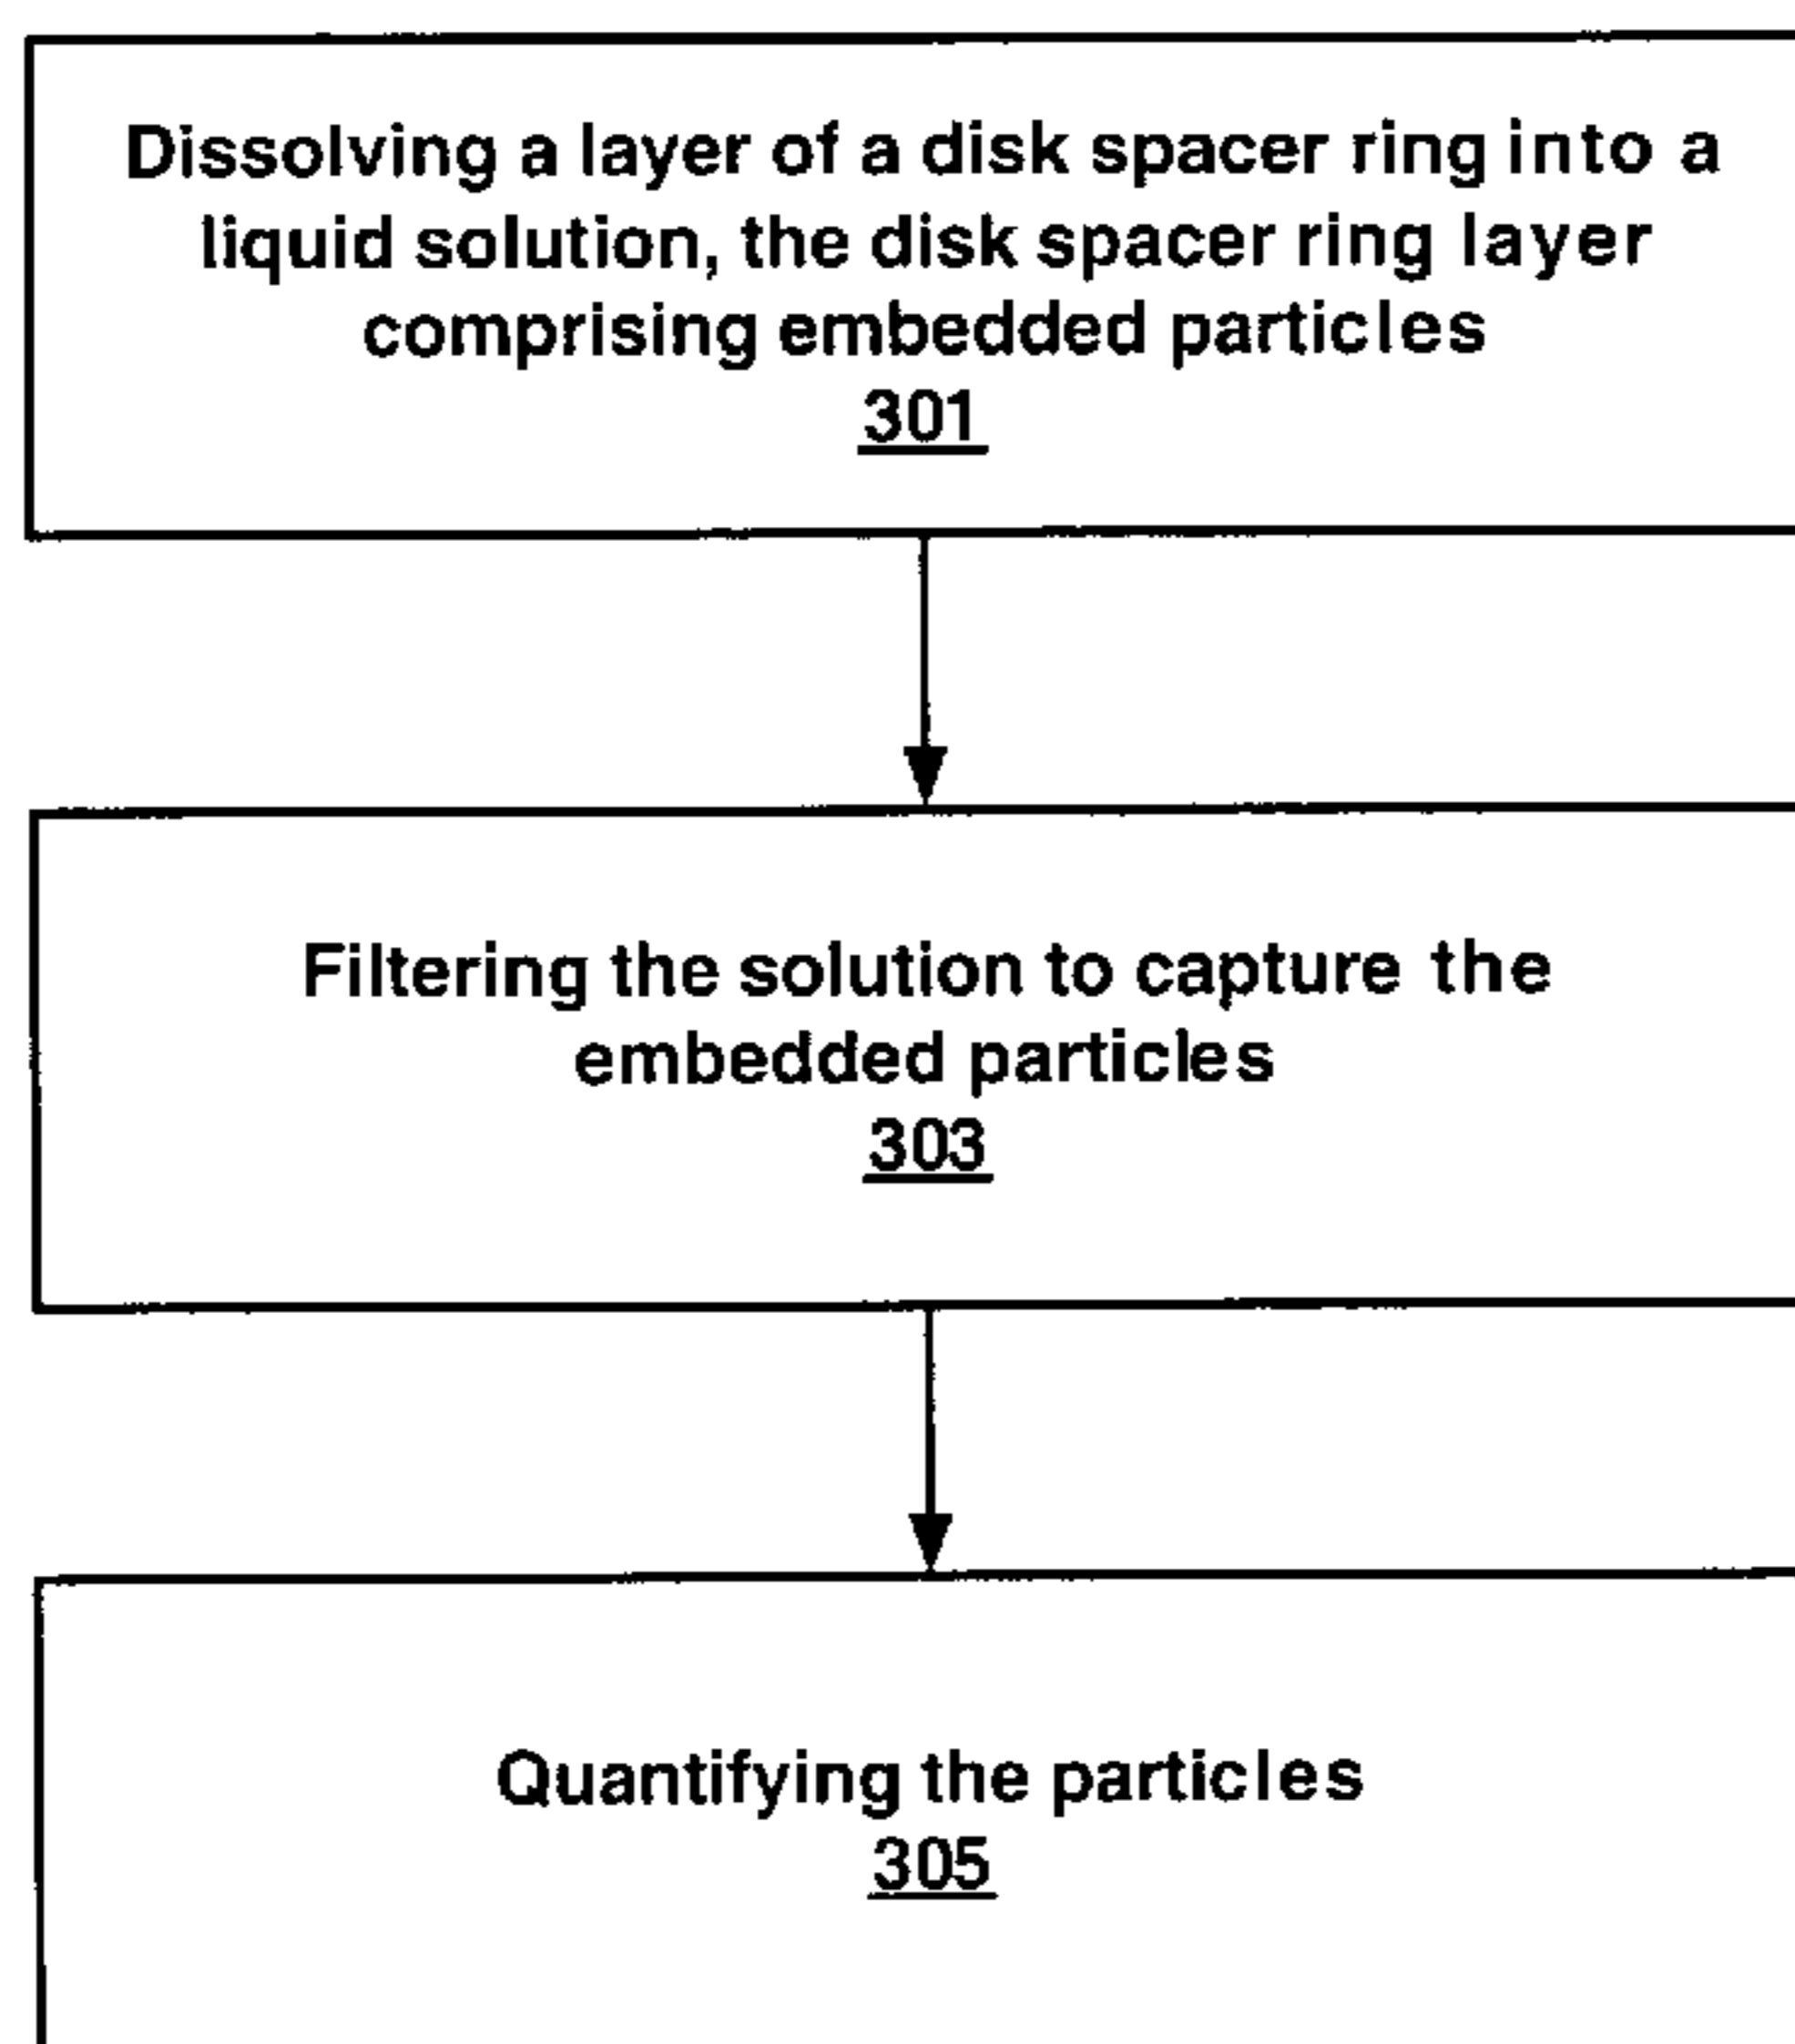 Dissolving a layer of a disk spacer ring into a
liquid solution, the disk spacer ring layer
comprising embedded particles
301
Filtering the solution to capture the
embedded particles
303
Quantifying the particles
305